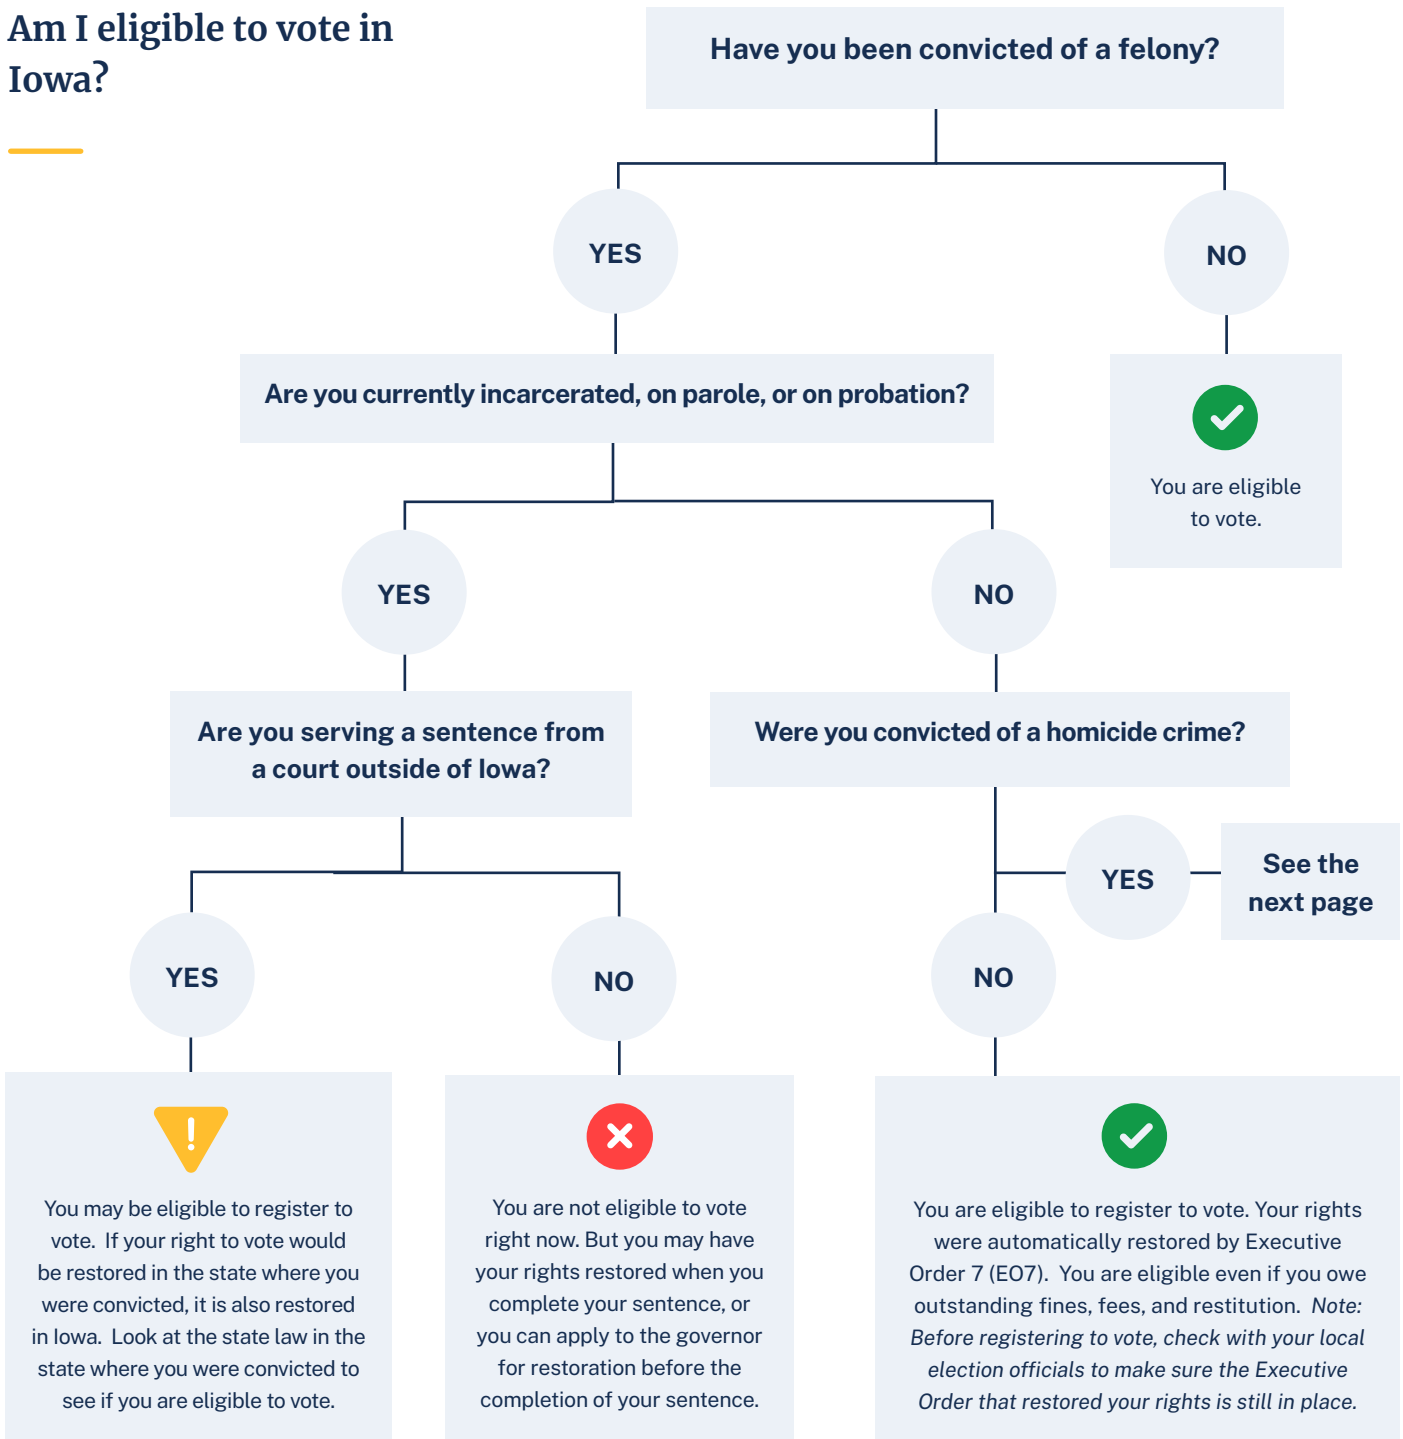 Am I eligible to vote in
Iowa?
Have you been convicted of a felony?
YES
NO
Are you currently incarcerated, on parole, or on probation?
You are eligible
to vote.
YES
NO
Are you serving a sentence from
a court outside of Iowa?
Were you convicted of a homicide crime?
YES
See the
next page
YES
NO
NO
You may be eligible to register to
vote. If your right to vote would
be restored in the state where you
were convicted, it is also restored
in Iowa. Look at the state law in the
state where you were convicted to
see if you are eligible to vote.
You are not eligible to vote
right now. But you may have
your rights restored when you
complete your sentence, or
you can apply to the governor
for restoration before the
completion of your sentence.
You are eligible to register to vote. Your rights
were automatically restored by Executive
Order 7 (EO7). You are eligible even if you owe
outstanding fines, fees, and restitution. Note:
Before registering to vote, check with your local
election officials to make sure the Executive
Order that restored your rights is still in place.